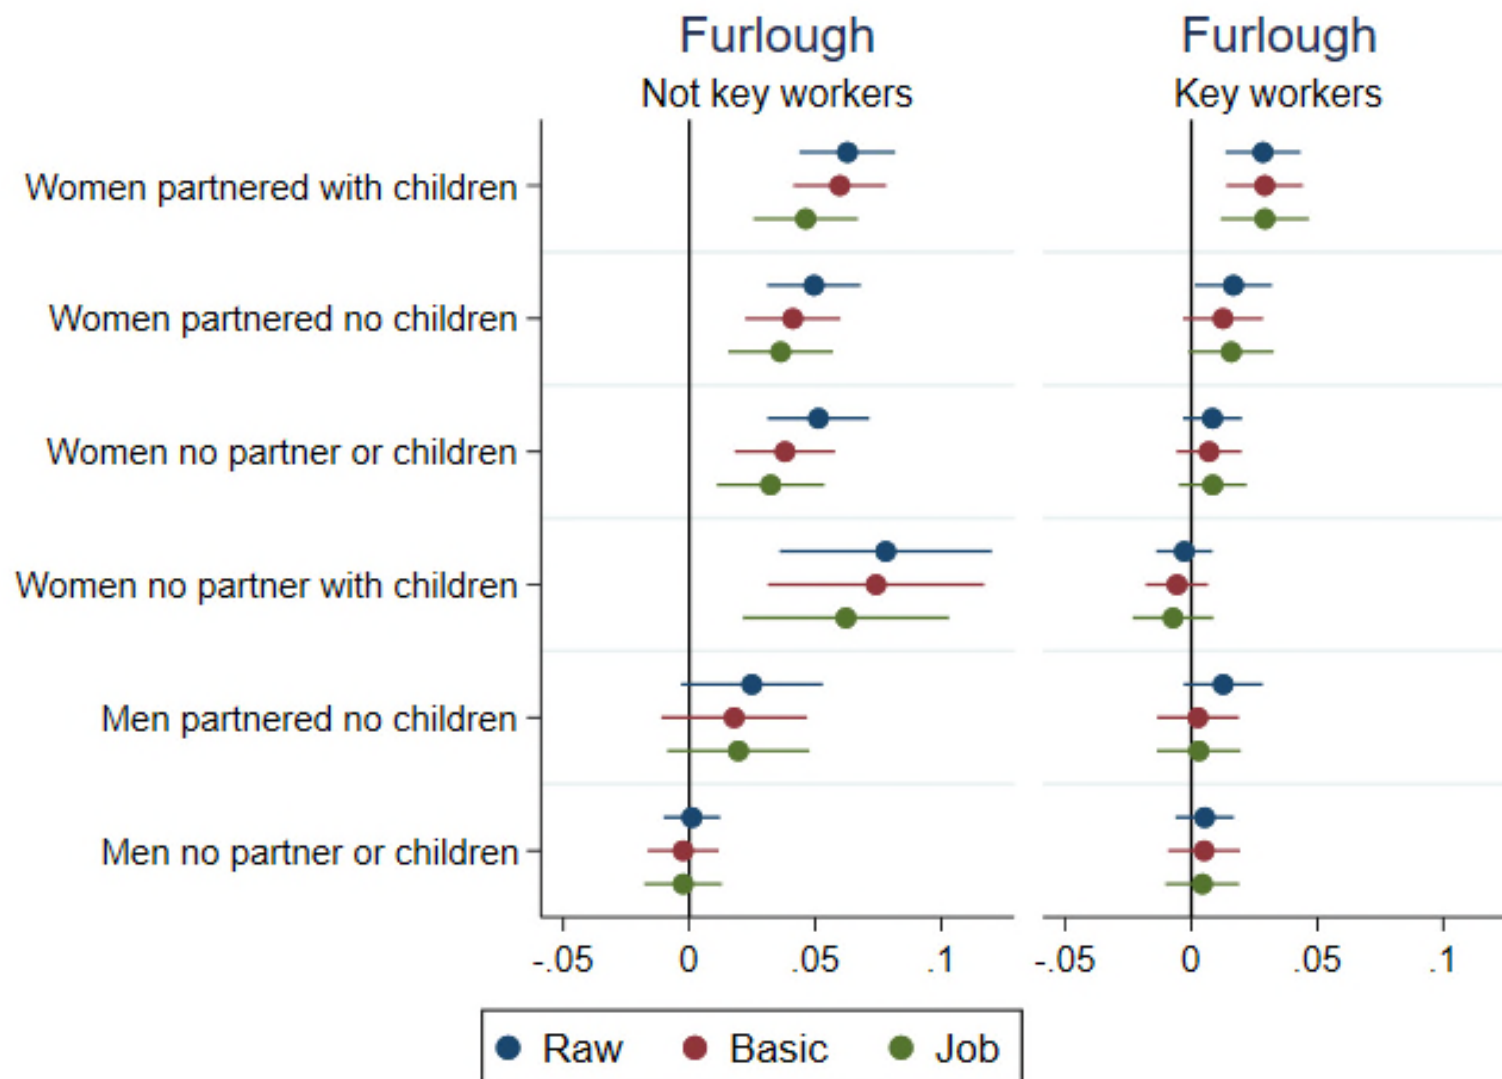 Furlough Furlough
Not key workers Key workers
Women partnered with children
Women partnered no children
Women no partner or children
Women no partner with children
Men partnered no children
Men no partner or children
-.05 0 .05 .1 -.05 0 .05 .1
Raw Basic Job